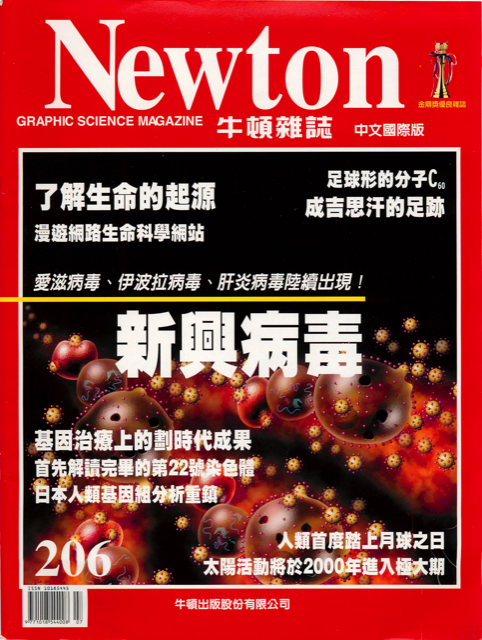 Newton
GRAPHIC SCIENCE MAGAZINE
牛頓雜誌
中文國際版
金鼎獎優良雜誌
足球形的分子C60
了解生命的起源
成吉思汗的足跡
漫遊網路生命科學網站
愛滋病毒、伊波拉病毒、肝炎病毒陸續出現！
新興病毒
基因治療上的劃時代成果
首先解讀完畢的第22號染色體
日本人類基因組分析重鎮
206
人類首度踏上月球之日
太陽活動將於2000年進入極大期
牛頓出版股份有限公司